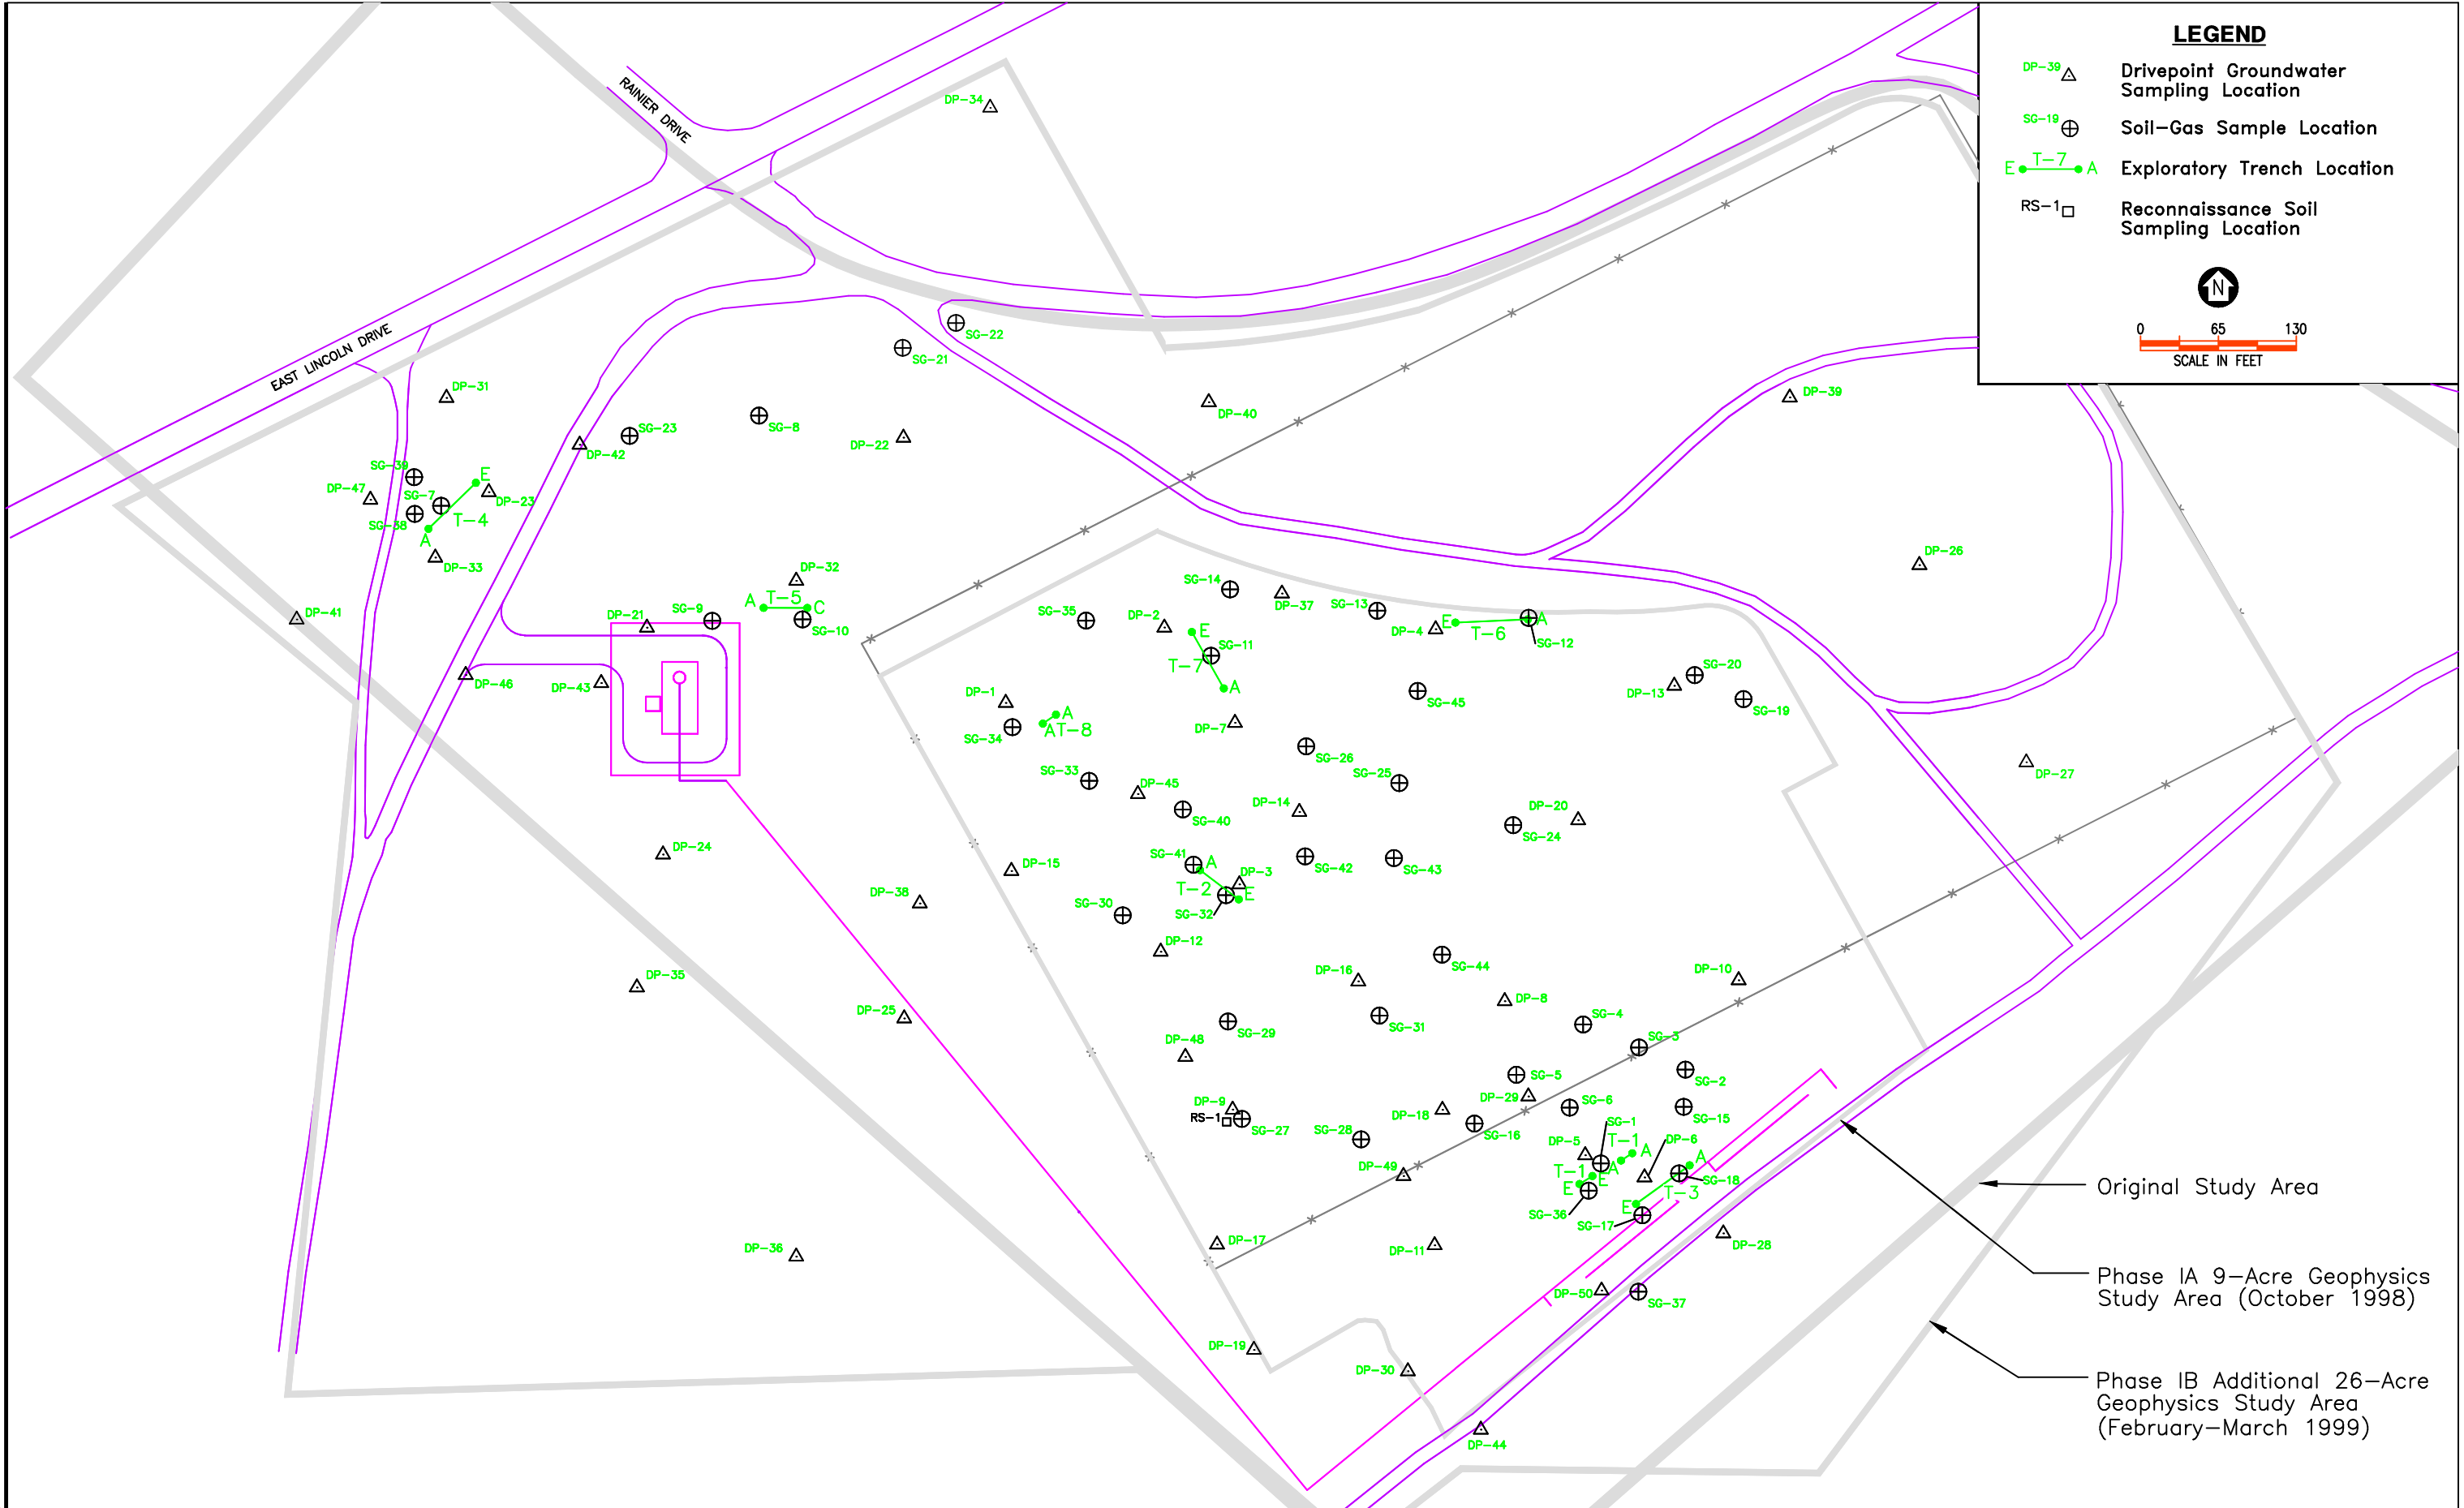 LEGEND
DP-39
Drivepoint Groundwater
Sampling Location
SG-19
Soil-Gas Sample Location
E T-7 A
Exploratory Trench Location
RS-1
Reconnaissance Soil
Sampling Location
N
0 65 130
SCALE IN FEET
RAINIER DRIVE
EAST LINCOLN DRIVE
DP-34
SG-22
SG-21
DP-31
DP-40
DP-39
SG-8
SG-23
DP-22
DP-42
SG-39
E
DP-47
SG-7
DP-23
SG-38
T-4
A
DP-33
DP-26
DP-32
A T-5 C
DP-41
DP-21
SG-9
SG-10
SG-14
DP-37
SG-35
DP-2
SG-13
E
DP-4
E T-6 A
SG-12
SG-11
T-7
A
SG-20
DP-46
DP-43
DP-13
SG-19
DP-1
SG-45
A
SG-34
A T-8
DP-7
SG-26
DP-27
SG-33
SG-25
DP-45
DP-14
DP-20
SG-40
SG-24
DP-24
SG-41
A
DP-15
SG-42
SG-43
DP-3
DP-38
T-2
E
SG-30
SG-32
DP-12
SG-44
DP-35
DP-16
DP-10
DP-8
DP-25
SG-29
SG-31
SG-4
DP-48
SG-3
SG-5
SG-2
DP-29
DP-9
RS-1
SG-27
DP-18
SG-6
SG-15
SG-1
SG-28
SG-16
DP-5
T-1
DP-6
A
A
A
DP-49
T-1
E
E
SG-18
T-3
E
SG-36
SG-17
Original Study Area
DP-17
DP-11
DP-28
DP-36
Phase IA 9-Acre Geophysics
Study Area (October 1998)
DP-50
SG-37
DP-19
DP-30
Phase IB Additional 26-Acre
Geophysics Study Area
(February-March 1999)
DP-44